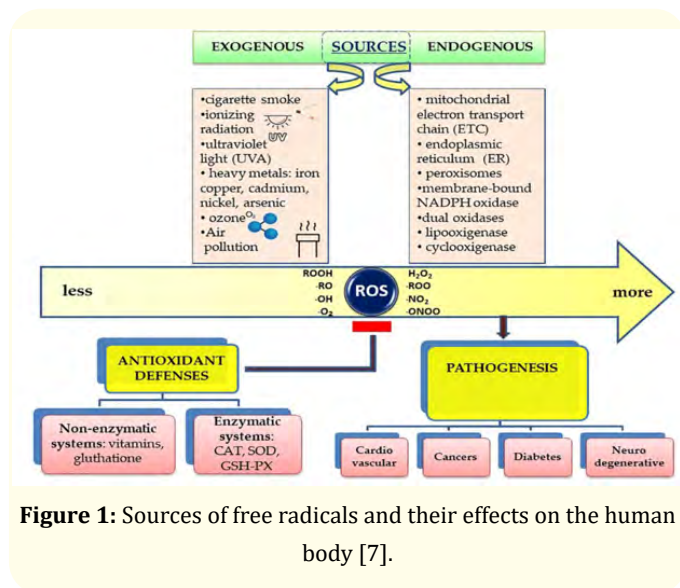 EXOGENOUS SOURCES ENDOGENOUS
•cigarette smoke
•ionizing
radiation
•ultraviolet
light (UVA)
• heavy metals: iron
copper, cadmium,
nickel, arsenic
• ozone
•Air
pollution
UV
O₃
• mitochondrial
electron transport
chain (ETC)
• endoplasmic
reticulum (ER)
• peroxisomes
•membrane-bound
NADPH oxidase
•dual oxidases
• lipooxigenase
• cyclooxigenase
less
ROOH
·RO
·OH
·O₂
ROS
H₂O₂
·ROO
·NO₂
·ONOO
more
ANTIOXIDANT
DEFENSES
Non-enzymatic
systems: vitamins,
gluthatione
Enzymatic
systems:
CAT, SOD,
GSH-PX
PATHOGENESIS
Cardio
vascular
Cancers
Diabetes
Neuro
degenerative
Figure 1: Sources of free radicals and their effects on the human
body [7].